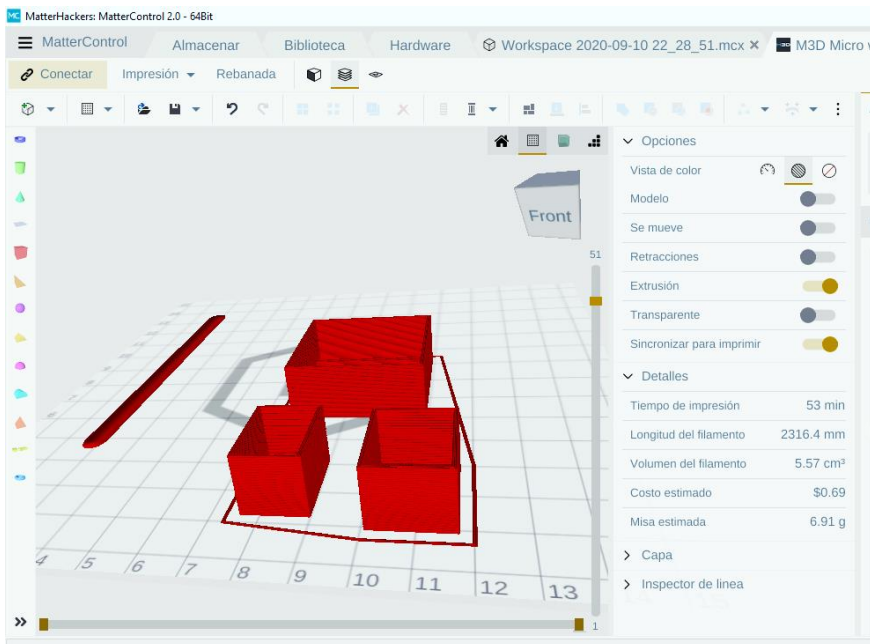 MatterHackers: MatterControl 2.0 - 64Bit
MatterControl Almacenar Biblioteca Hardware Workspace 2020-09-10 22_28_51.mcx × M3D Micro
Conectar Impresión Rebanada
Opciones
Vista de color
Front
Modelo
Se mueve
51
Retracciones
Extrusión
Transparente
Sincronizar para imprimir
Detalles
Tiempo de impresión 53 min
Longitud del filamento 2316.4 mm
Volumen del filamento 5.57 cm³
Costo estimado $0.69
Misa estimada 6.91 g
Capa
Inspector de linea
4 5 6 7 8 9 10 11 12 13
1